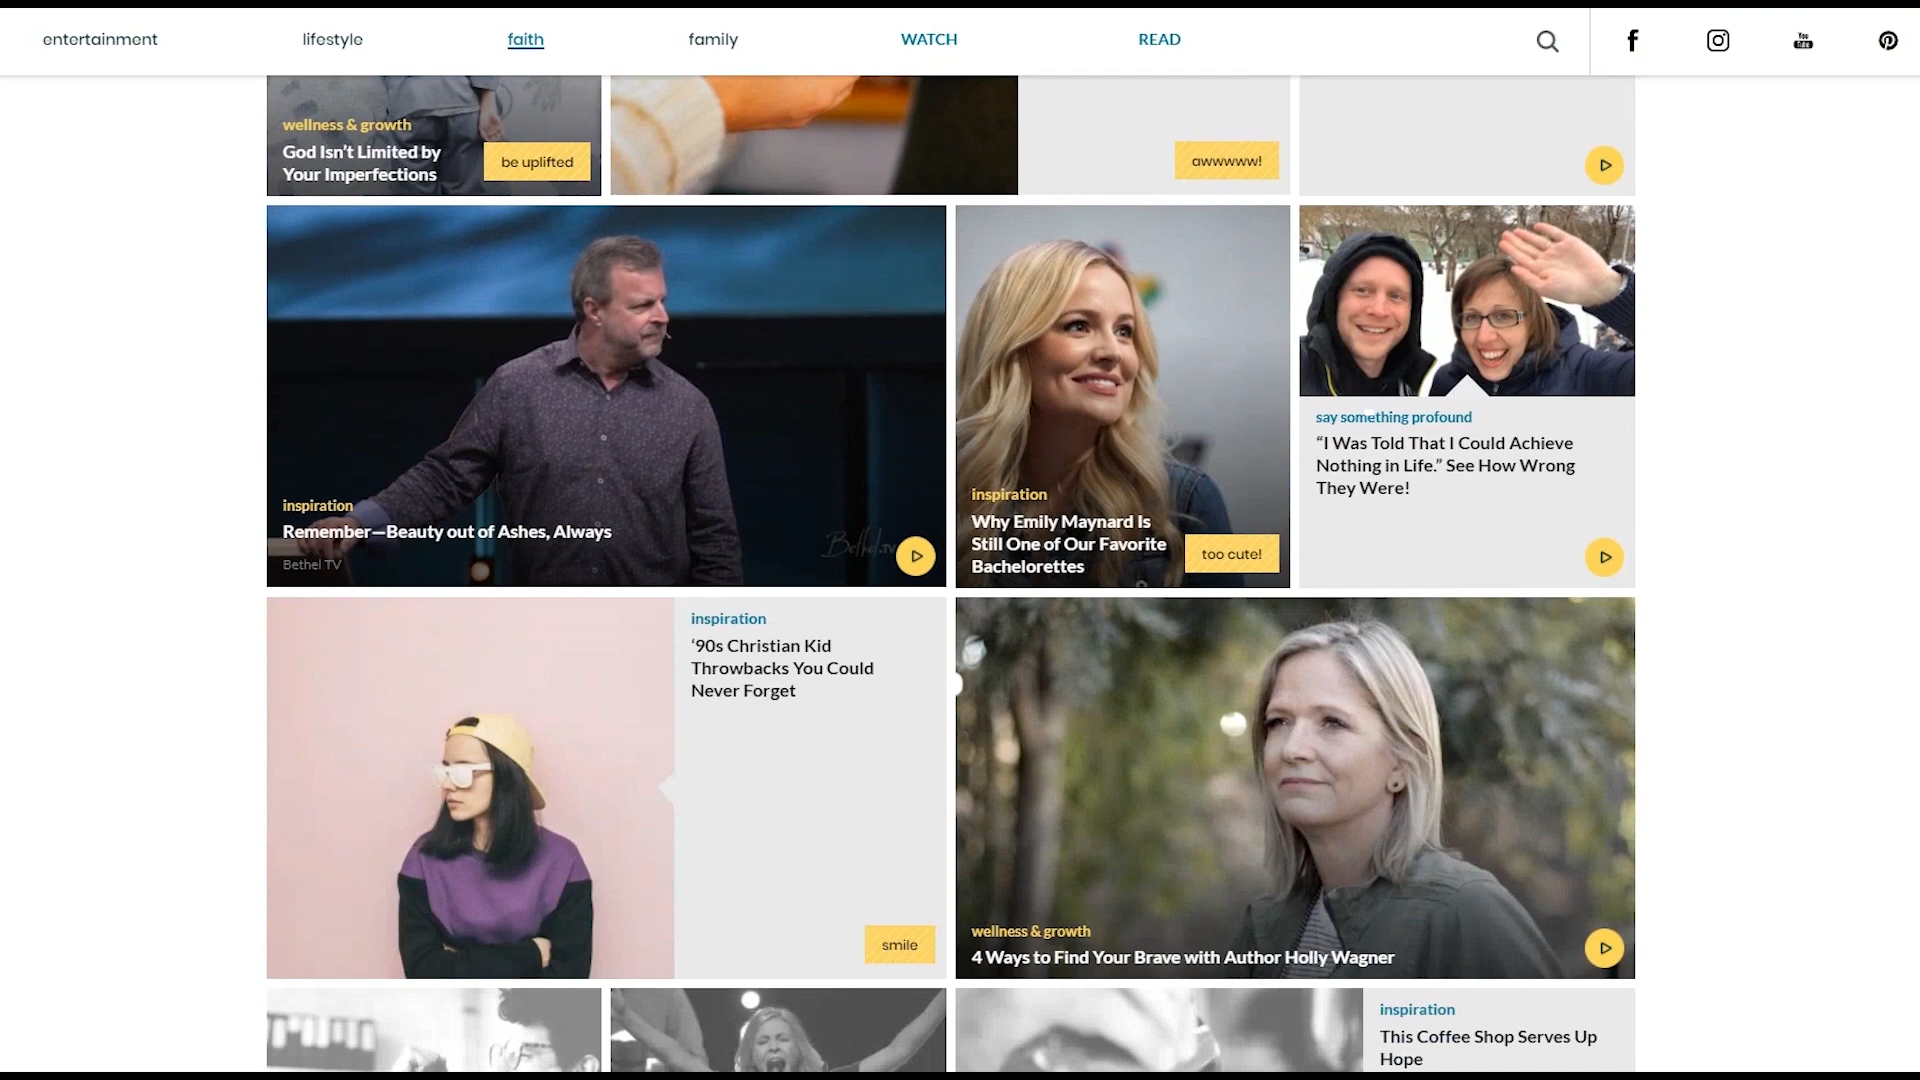 entertainment
lifestyle
faith
family
WATCH
READ
You
Tube
wellness & growth
God Isn't Limited by
Your Imperfections
be uplifted
awwwww!
inspiration
Remember—Beauty out of Ashes, Always
Bethel TV
Bethel.tv
inspiration
Why Emily Maynard Is
Still One of Our Favorite
Bachelorettes
too cute!
say something profound
“I Was Told That I Could Achieve
Nothing in Life.” See How Wrong
They Were!
inspiration
‘90s Christian Kid
Throwbacks You Could
Never Forget
smile
wellness & growth
4 Ways to Find Your Brave with Author Holly Wagner
inspiration
This Coffee Shop Serves Up
Hope